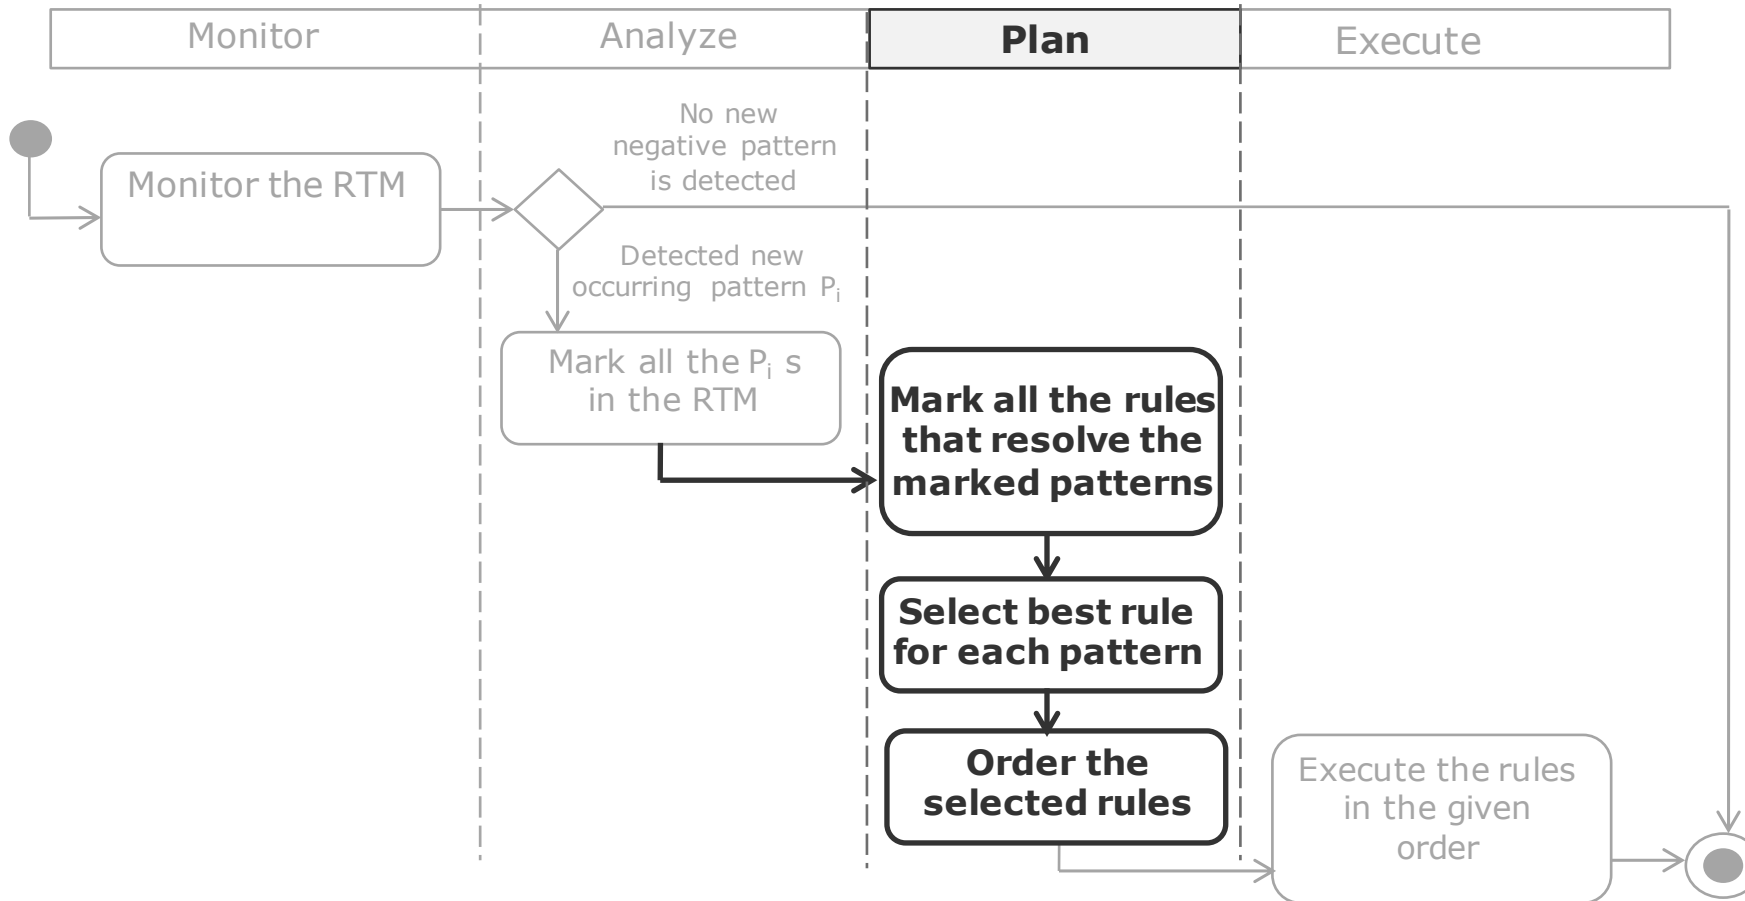 Monitor
Analyze
Plan
Execute
No new
negative pattern
is detected
Monitor the RTM
Detected new
occurring pattern Pi
Mark all the Pi s
in the RTM
Mark all the rules
that resolve the
marked patterns
Select best rule
for each pattern
Order the
selected rules
Execute the rules
in the given
order